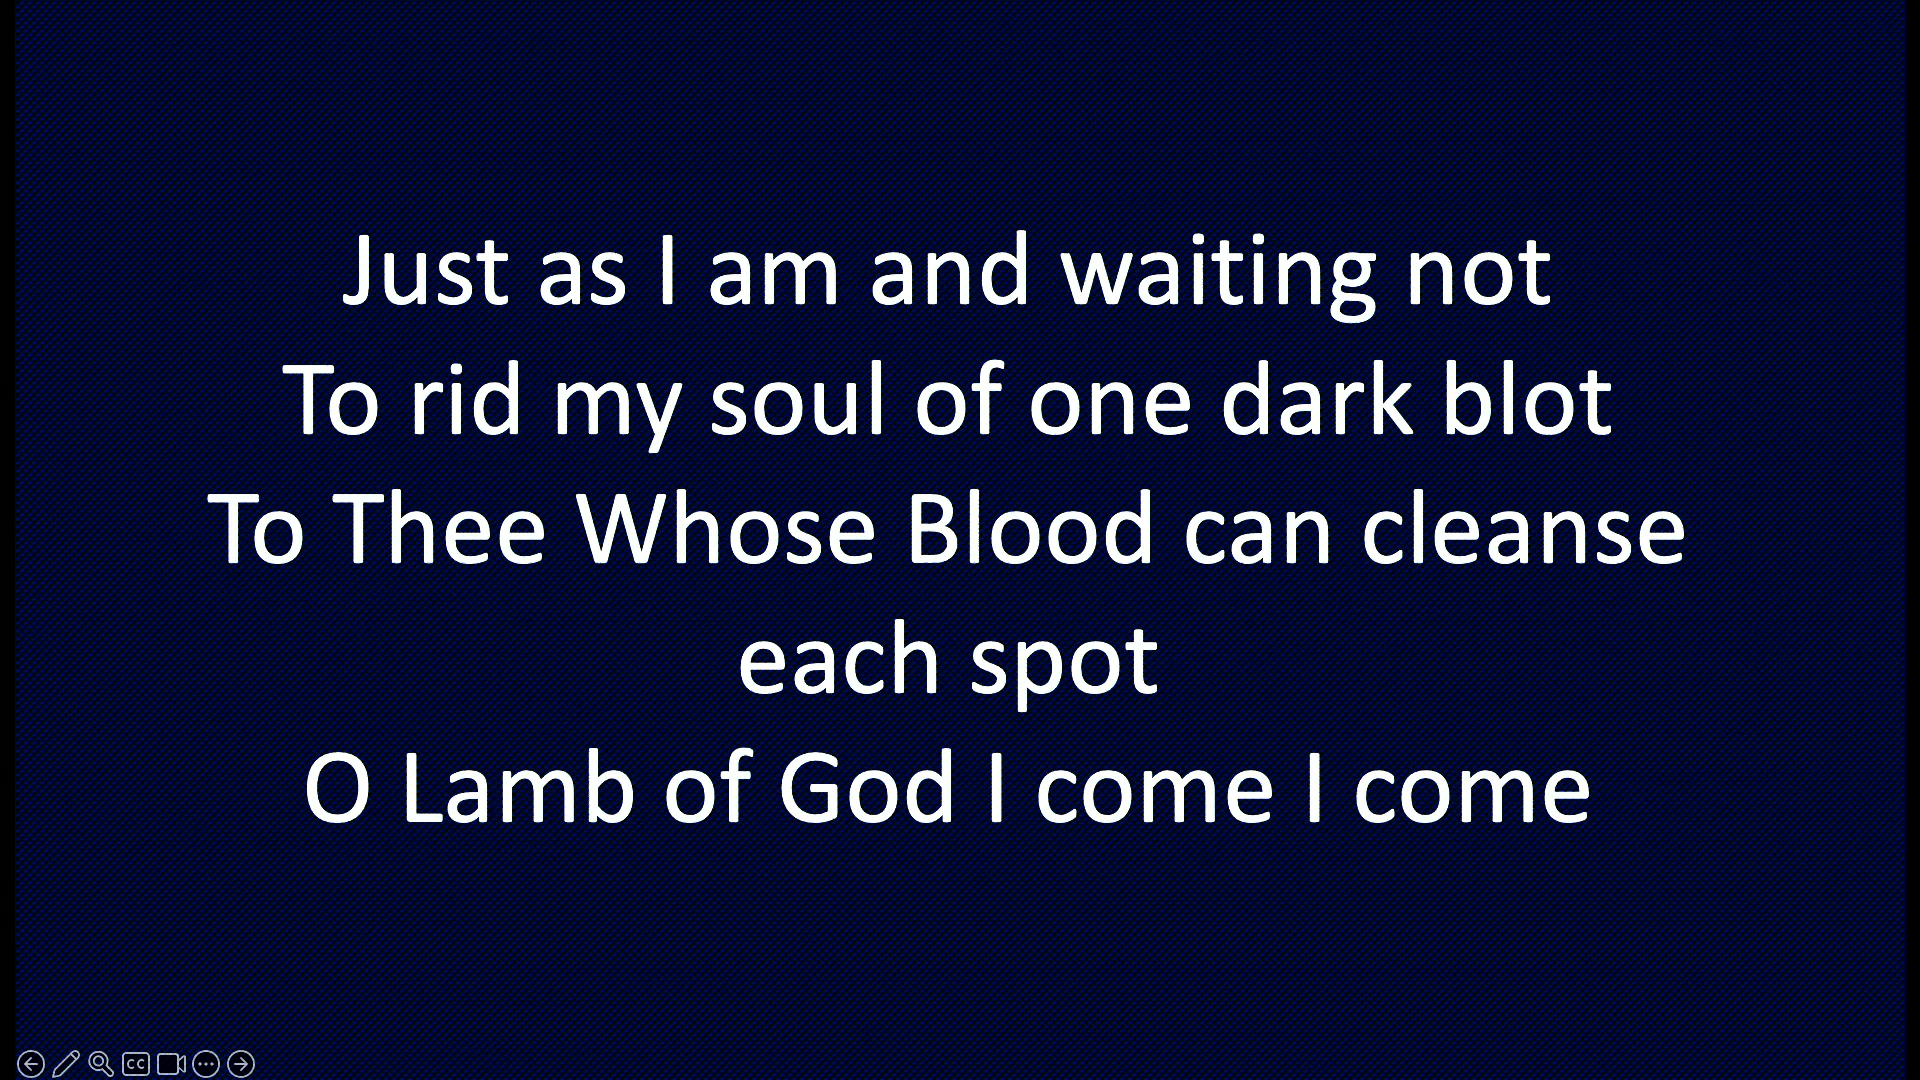 Just as I am and waiting not
To rid my soul of one dark blot
To Thee Whose Blood can cleanse
each spot
O Lamb of God I come I come
CC